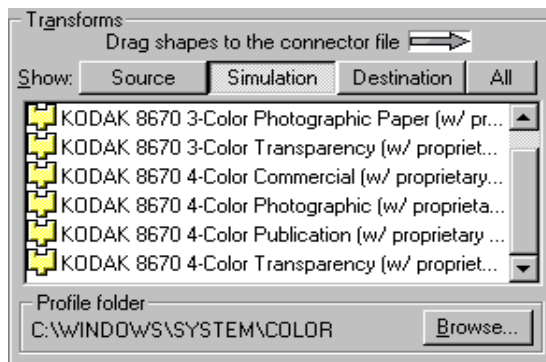 Transforms
Drag shapes to the connector file
Show: Source Simulation Destination All
KODAK 8670 3-Color Photographic Paper (w/ pr...
KODAK 8670 3-Color Transparency (w/ propriet...
KODAK 8670 4-Color Commercial (w/ proprietary...
KODAK 8670 4-Color Photographic (w/ proprieta...
KODAK 8670 4-Color Publication (w/ proprietary ...
KODAK 8670 4-Color Transparency (w/ propriet...
Profile folder
C:\WINDOWS\SYSTEM\COLOR Browse...